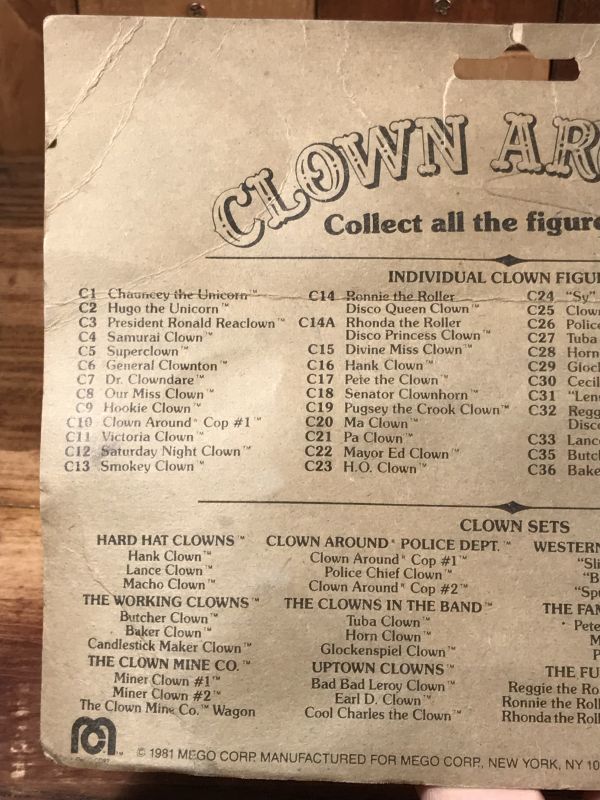 CLOWN AR
Collect all the figure
INDIVIDUAL CLOWN FIGU
C1 Chauncey the Unicorn™
C2 Hugo the Unicorn™
C3 President Ronald Reaclown™
C4 Samurai Clown™
C5 Superclown™
C6 General Clownton™
C7 Dr. Clowndare™
C8 Our Miss Clown™
C9 Hookie Clown™
C10 Clown Around® Cop #1™
C11 Victoria Clown™
C12 Saturday Night Clown™
C13 Smokey Clown™
C14 Ronnie the Roller
Disco Queen Clown™
C14A Rhonda the Roller
Disco Princess Clown™
C15 Divine Miss Clown™
C16 Hank Clown™
C17 Pete the Clown™
C18 Senator Clownhorn™
C19 Pugsey the Crook Clown™
C20 Ma Clown™
C21 Pa Clown™
C22 Mayor Ed Clown™
C23 H.O. Clown™
C24 "Sy"
C25 Clow
C26 Polic
C27 Tuba
C28 Horn
C29 Gloc
C30 Cecil
C31 "Len
C32 Regg
Disc
C33 Lanc
C35 Butc
C36 Bake
CLOWN SETS
HARD HAT CLOWNS™
Hank Clown™
Lance Clown™
Macho Clown™
THE WORKING CLOWNS™
Butcher Clown™
Baker Clown™
Candlestick Maker Clown™
THE CLOWN MINE CO.™
Miner Clown #1™
Miner Clown #2™
The Clown Mine Co.™ Wagon
CLOWN AROUND® POLICE DEPT.™
Clown Around® Cop #1™
Police Chief Clown™
Clown Around® Cop #2™
THE CLOWNS IN THE BAND™
Tuba Clown™
Horn Clown™
Glockenspiel Clown™
UPTOWN CLOWNS™
Bad Bad Leroy Clown™
Earl D. Clown™
Cool Charles the Clown™
WESTERN
"Sli
"B
"Sp
THE FA
Pete
M
P
THE FU
Reggie the Ro
Ronnie the Roll
Rhonda the Roll
© 1981 MEGO CORP. MANUFACTURED FOR MEGO CORP., NEW YORK, NY 10